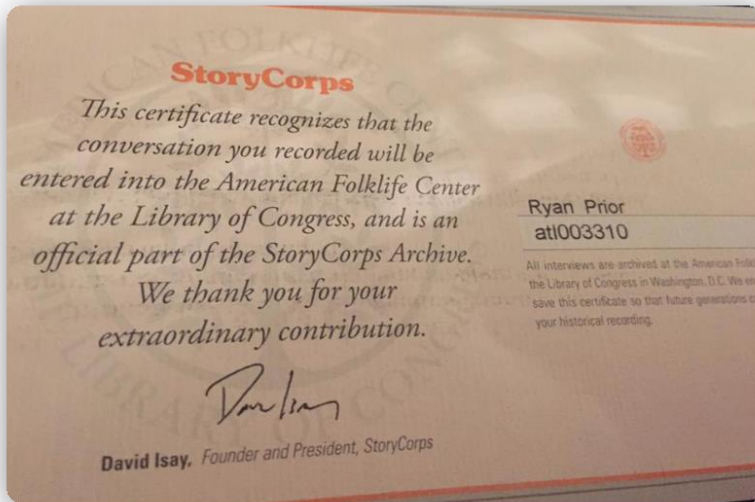 StoryCorps
This certificate recognizes that the
conversation you recorded will be
entered into the American Folklife Center
at the Library of Congress, and is an
official part of the StoryCorps Archive.
We thank you for your
extraordinary contribution.
David Isay, Founder and President, StoryCorps
Ryan Prior
atl003310
All interviews are archived at the American
the Library of Congress in Washington, D.C. We
save this certificate so that future generations
your historical recording.